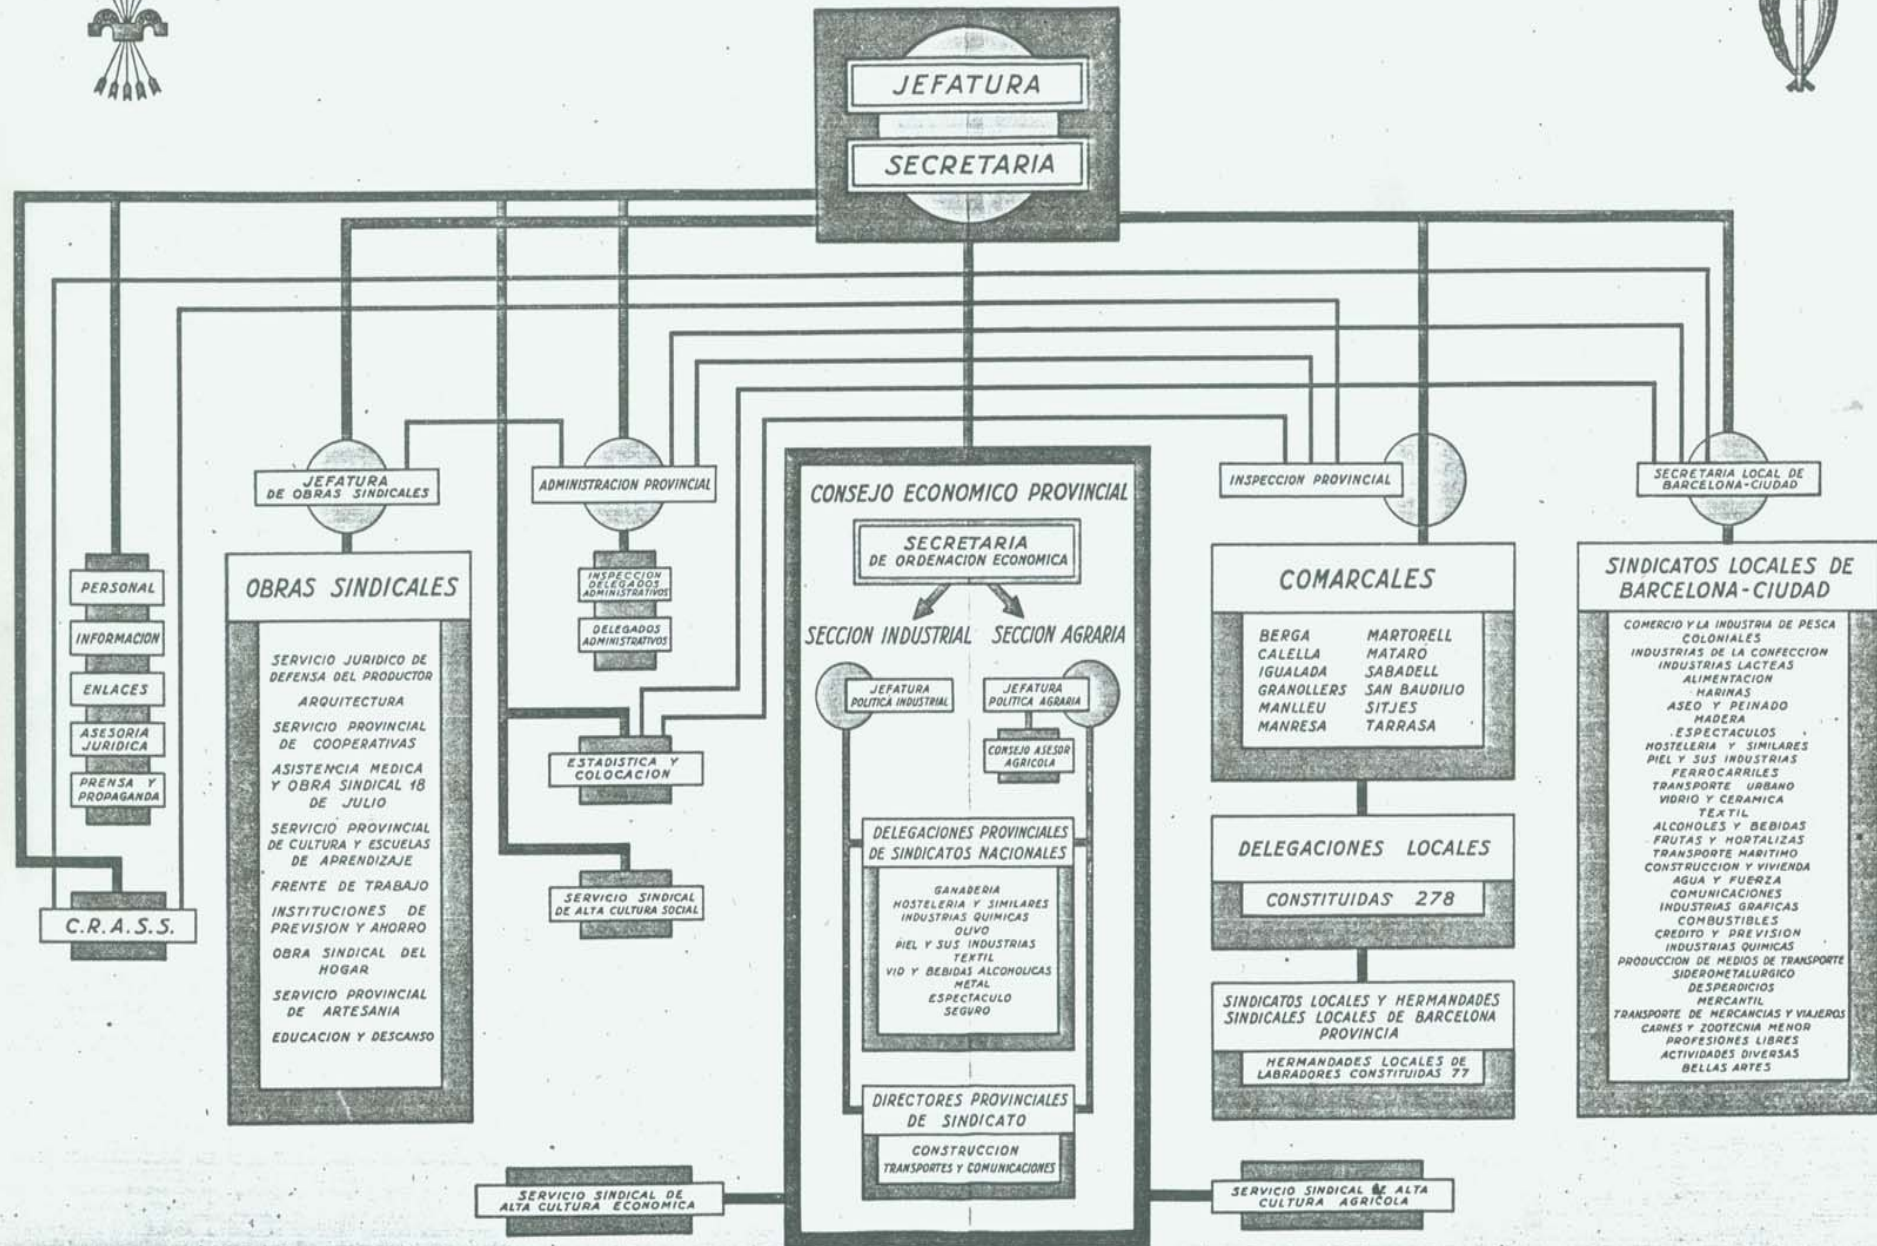 JEFATURA
SECRETARIA
JEFATURA
DE OBRAS SINDICALES
ADMINISTRACION PROVINCIAL
INSPECCION PROVINCIAL
SECRETARIA LOCAL DE
BARCELONA-CIUDAD
PERSONAL
INFORMACION
ENLACES
ASESORIA
JURIDICA
PRENSA Y
PROPAGANDA
C.R.A.S.S.
OBRAS SINDICALES
SERVICIO JURIDICO DE
DEFENSA DEL PRODUCTOR
ARQUITECTURA
SERVICIO PROVINCIAL
DE COOPERATIVAS
ASISTENCIA MEDICA
Y OBRA SINDICAL 18
DE JULIO
SERVICIO PROVINCIAL
DE CULTURA Y ESCUELAS
DE APRENDIZAJE
FRENTE DE TRABAJO
INSTITUCIONES DE
PREVISION Y AHORRO
OBRA SINDICAL DEL
HOGAR
SERVICIO PROVINCIAL
DE ARTESANIA
EDUCACION Y DESCANSO
INSPECCION
DELEGADOS
ADMINISTRATIVOS
DELEGADOS
ADMINISTRATIVOS
ESTADISTICA Y
COLOCACION
SERVICIO SINDICAL
DE ALTA CULTURA SOCIAL
SERVICIO SINDICAL DE
ALTA CULTURA ECONOMICA
CONSEJO ECONOMICO PROVINCIAL
SECRETARIA
DE ORDENACION ECONOMICA
SECCION INDUSTRIAL
SECCION AGRARIA
JEFATURA
POLITICA INDUSTRIAL
JEFATURA
POLITICA AGRARIA
CONSEJO ASESOR
AGRICOLA
DELEGACIONES PROVINCIALES
DE SINDICATOS NACIONALES
GANADERIA
HOSTELERIA Y SIMILARES
INDUSTRIAS QUIMICAS
OLIVO
PIEL Y SUS INDUSTRIAS
TEXTIL
VID Y BEBIDAS ALCOHOLICAS
METAL
ESPECTACULO
SEGURO
DIRECTORES PROVINCIALES
DE SINDICATO
CONSTRUCCION
TRANSPORTES Y COMUNICACIONES
COMARCALES
BERGA MARTORELL
CALELLA MATARO
IGUALADA SABADELL
GRANOLLERS SAN BAUDILIO
MANLLEU SITJES
MANRESA TARRASA
DELEGACIONES LOCALES
CONSTITUIDAS 278
SINDICATOS LOCALES Y HERMANDADES
SINDICALES LOCALES DE BARCELONA
PROVINCIA
HERMANDADES LOCALES DE
LABRADORES CONSTITUIDAS 77
SERVICIO SINDICAL DE ALTA
CULTURA AGRICOLA
SINDICATOS LOCALES DE
BARCELONA-CIUDAD
COMERCIO Y LA INDUSTRIA DE PESCA
COLONIALES
INDUSTRIAS DE LA CONFECCION
INDUSTRIAS LACTEAS
ALIMENTACION
MARINAS
ASEO Y PEINADO
MADERA
ESPECTACULOS
HOSTELERIA Y SIMILARES
PIEL Y SUS INDUSTRIAS
FERROCARRILES
TRANSPORTE URBANO
VIDRIO Y CERAMICA
TEXTIL
ALCOHOLES Y BEBIDAS
FRUTAS Y HORTALIZAS
TRANSPORTE MARITIMO
CONSTRUCCION Y VIVIENDA
AGUA Y FUERZA
COMUNICACIONES
INDUSTRIAS GRAFICAS
COMBUSTIBLES
CREDITO Y PREVISION
INDUSTRIAS QUIMICAS
PRODUCCION DE MEDIOS DE TRANSPORTE
SIDEROMETALURGICO
DESPERDICIOS
MERCANTIL
TRANSPORTE DE MERCANCIAS Y VIAJEROS
CARNES Y ZOOTECNIA MENOR
PROFESIONES LIBRES
ACTIVIDADES DIVERSAS
BELLAS ARTES